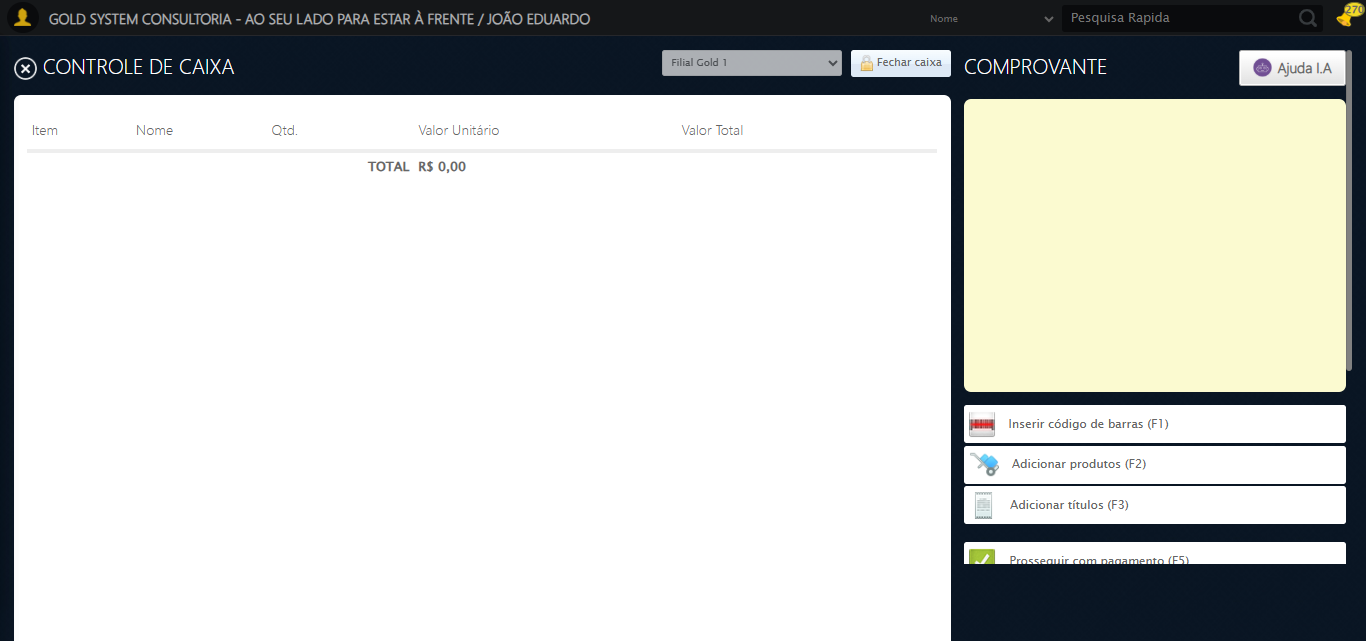 GOLD SYSTEM CONSULTORIA - AO SEU LADO PARA ESTAR À FRENTE / JOÃO EDUARDO
Nome
Pesquisa Rapida
270
CONTROLE DE CAIXA
Filial Gold 1
Fechar caixa
COMPROVANTE
Ajuda I.A
Item Nome Qtd. Valor Unitário Valor Total
TOTAL R$ 0,00
Inserir código de barras (F1)
Adicionar produtos (F2)
Adicionar títulos (F3)
Prosseguir com pagamento (F5)